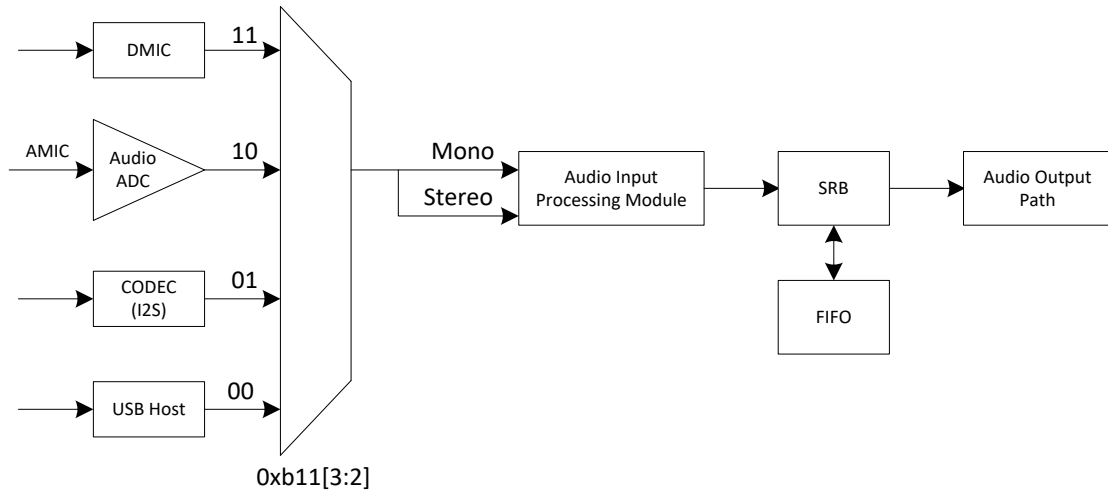 DMIC
11
AMIC
Audio
ADC
10
CODEC
(I2S)
01
USB Host
00
0xb11[3:2]
Mono
Stereo
Audio Input
Processing Module
SRB
FIFO
Audio Output
Path